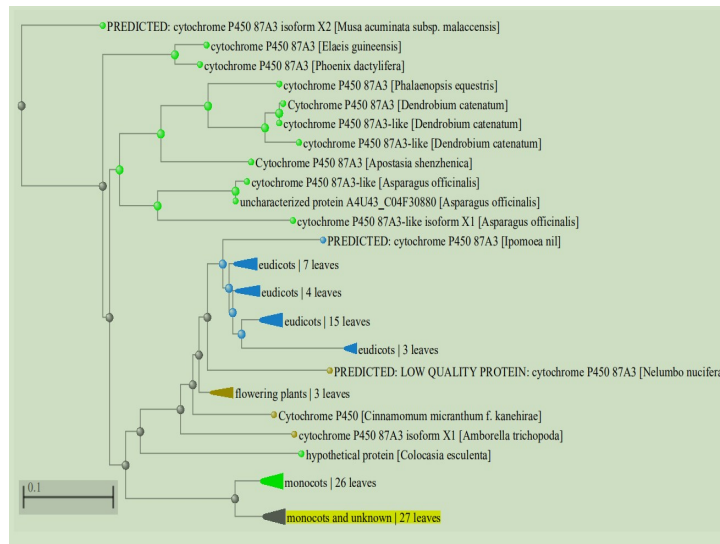 PREDICTED: cytochrome P450 87A3 isoform X2 [Musa acuminata subsp. malaccensis]
cytochrome P450 87A3 [Elaeis guineensis]
cytochrome P450 87A3 [Phoenix dactylifera]
cytochrome P450 87A3 [Phalaenopsis equestris]
Cytochrome P450 87A3 [Dendrobium catenatum]
cytochrome P450 87A3-like [Dendrobium catenatum]
cytochrome P450 87A3-like [Dendrobium catenatum]
Cytochrome P450 87A3 [Apostasia shenzhenica]
cytochrome P450 87A3-like [Asparagus officinalis]
uncharacterized protein A4U43_C04F30880 [Asparagus officinalis]
cytochrome P450 87A3-like isoform X1 [Asparagus officinalis]
PREDICTED: cytochrome P450 87A3 [Ipomoea nil]
eudicots | 7 leaves
eudicots | 4 leaves
eudicots | 15 leaves
eudicots | 3 leaves
PREDICTED: LOW QUALITY PROTEIN: cytochrome P450 87A3 [Nelumbo nucifera
flowering plants | 3 leaves
Cytochrome P450 [Cinnamomum micranthum f. kanehirae]
cytochrome P450 87A3 isoform X1 [Amborella trichopoda]
hypothetical protein [Colocasia esculenta]
monocots | 26 leaves
0.1
monocots and unknown | 27 leaves